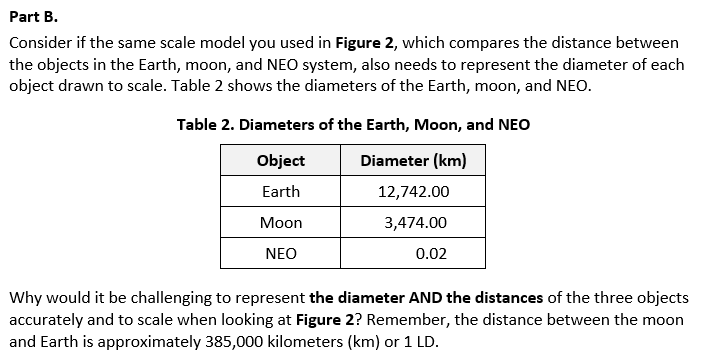 Part B.
Consider if the same scale model you used in Figure 2, which compares the distance between
the objects in the Earth, moon, and NEO system, also needs to represent the diameter of each
object drawn to scale. Table 2 shows the diameters of the Earth, moon, and NEO.
Table 2. Diameters of the Earth, Moon, and NEO
Object Diameter (km)
Earth 12,742.00
Moon 3,474.00
NEO 0.02
Why would it be challenging to represent the diameter AND the distances of the three objects
accurately and to scale when looking at Figure 2? Remember, the distance between the moon
and Earth is approximately 385,000 kilometers (km) or 1 LD.